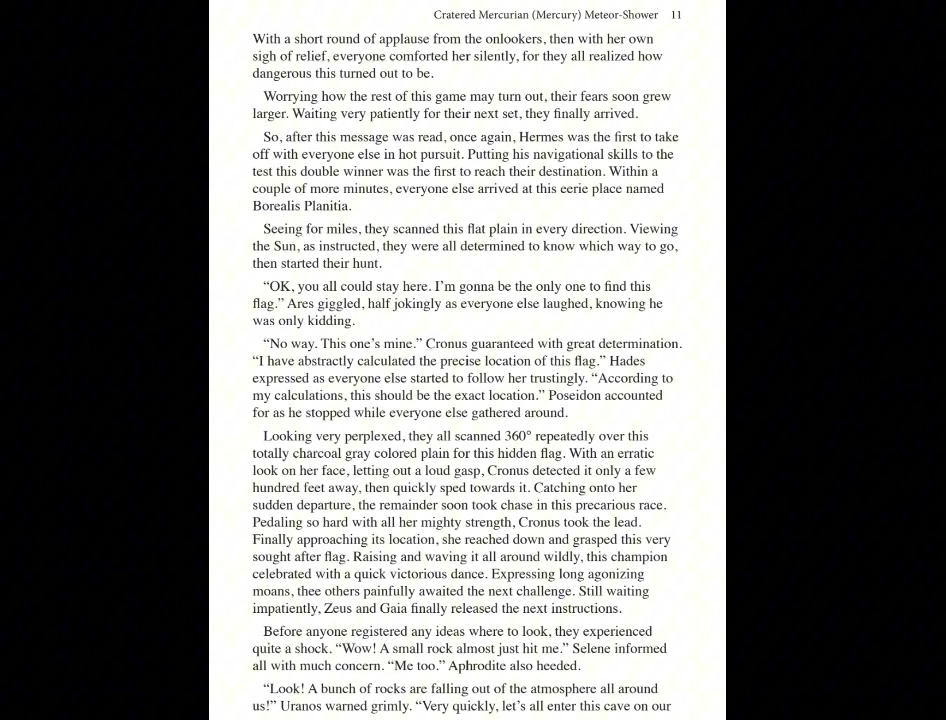 Cratered Mercurian (Mercury) Meteor-Shower 11
With a short round of applause from the onlookers, then with her own
sigh of relief, everyone comforted her silently, for they all realized how
dangerous this turned out to be.
Worrying how the rest of this game may turn out, their fears soon grew
larger. Waiting very patiently for their next set, they finally arrived.
So, after this message was read, once again, Hermes was the first to take
off with everyone else in hot pursuit. Putting his navigational skills to the
test this double winner was the first to reach their destination. Within a
couple of more minutes, everyone else arrived at this eerie place named
Borealis Planitia.
Seeing for miles, they scanned this flat plain in every direction. Viewing
the Sun, as instructed, they were all determined to know which way to go,
then started their hunt.
“OK, you all could stay here. I’m gonna be the only one to find this
flag.” Ares giggled, half jokingly as everyone else laughed, knowing he
was only kidding.
“No way. This one’s mine.” Cronus guaranteed with great determination.
“I have abstractly calculated the precise location of this flag.” Hades
expressed as everyone else started to follow her trustingly. “According to
my calculations, this should be the exact location.” Poseidon accounted
for as he stopped while everyone else gathered around.
Looking very perplexed, they all scanned 360° repeatedly over this
totally charcoal gray colored plain for this hidden flag. With an erratic
look on her face, letting out a loud gasp, Cronus detected it only a few
hundred feet away, then quickly sped towards it. Catching onto her
sudden departure, the remainder soon took chase in this precarious race.
Pedaling so hard with all her mighty strength, Cronus took the lead.
Finally approaching its location, she reached down and grasped this very
sought after flag. Raising and waving it all around wildly, this champion
celebrated with a quick victorious dance. Expressing long agonizing
moans, thee others painfully awaited the next challenge. Still waiting
impatiently, Zeus and Gaia finally released the next instructions.
Before anyone registered any ideas where to look, they experienced
quite a shock. “Wow! A small rock almost just hit me.” Selene informed
all with much concern. “Me too.” Aphrodite also heeded.
“Look! A bunch of rocks are falling out of the atmosphere all around
us!” Uranos warned grimly. “Very quickly, let’s all enter this cave on our